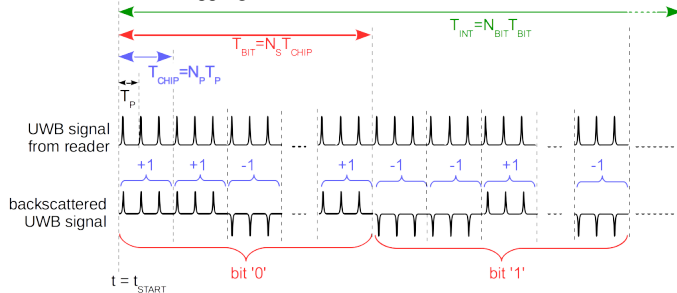 T_INT=N_BIT T_BIT
T_BIT=N_S T_CHIP
T_CHIP=N_P T_P
T_P
UWB signal
from reader
...
...
+1 +1 -1 +1 -1 -1 +1 -1
backscattered
UWB signal
...
...
bit '0' bit '1'
t = t_START